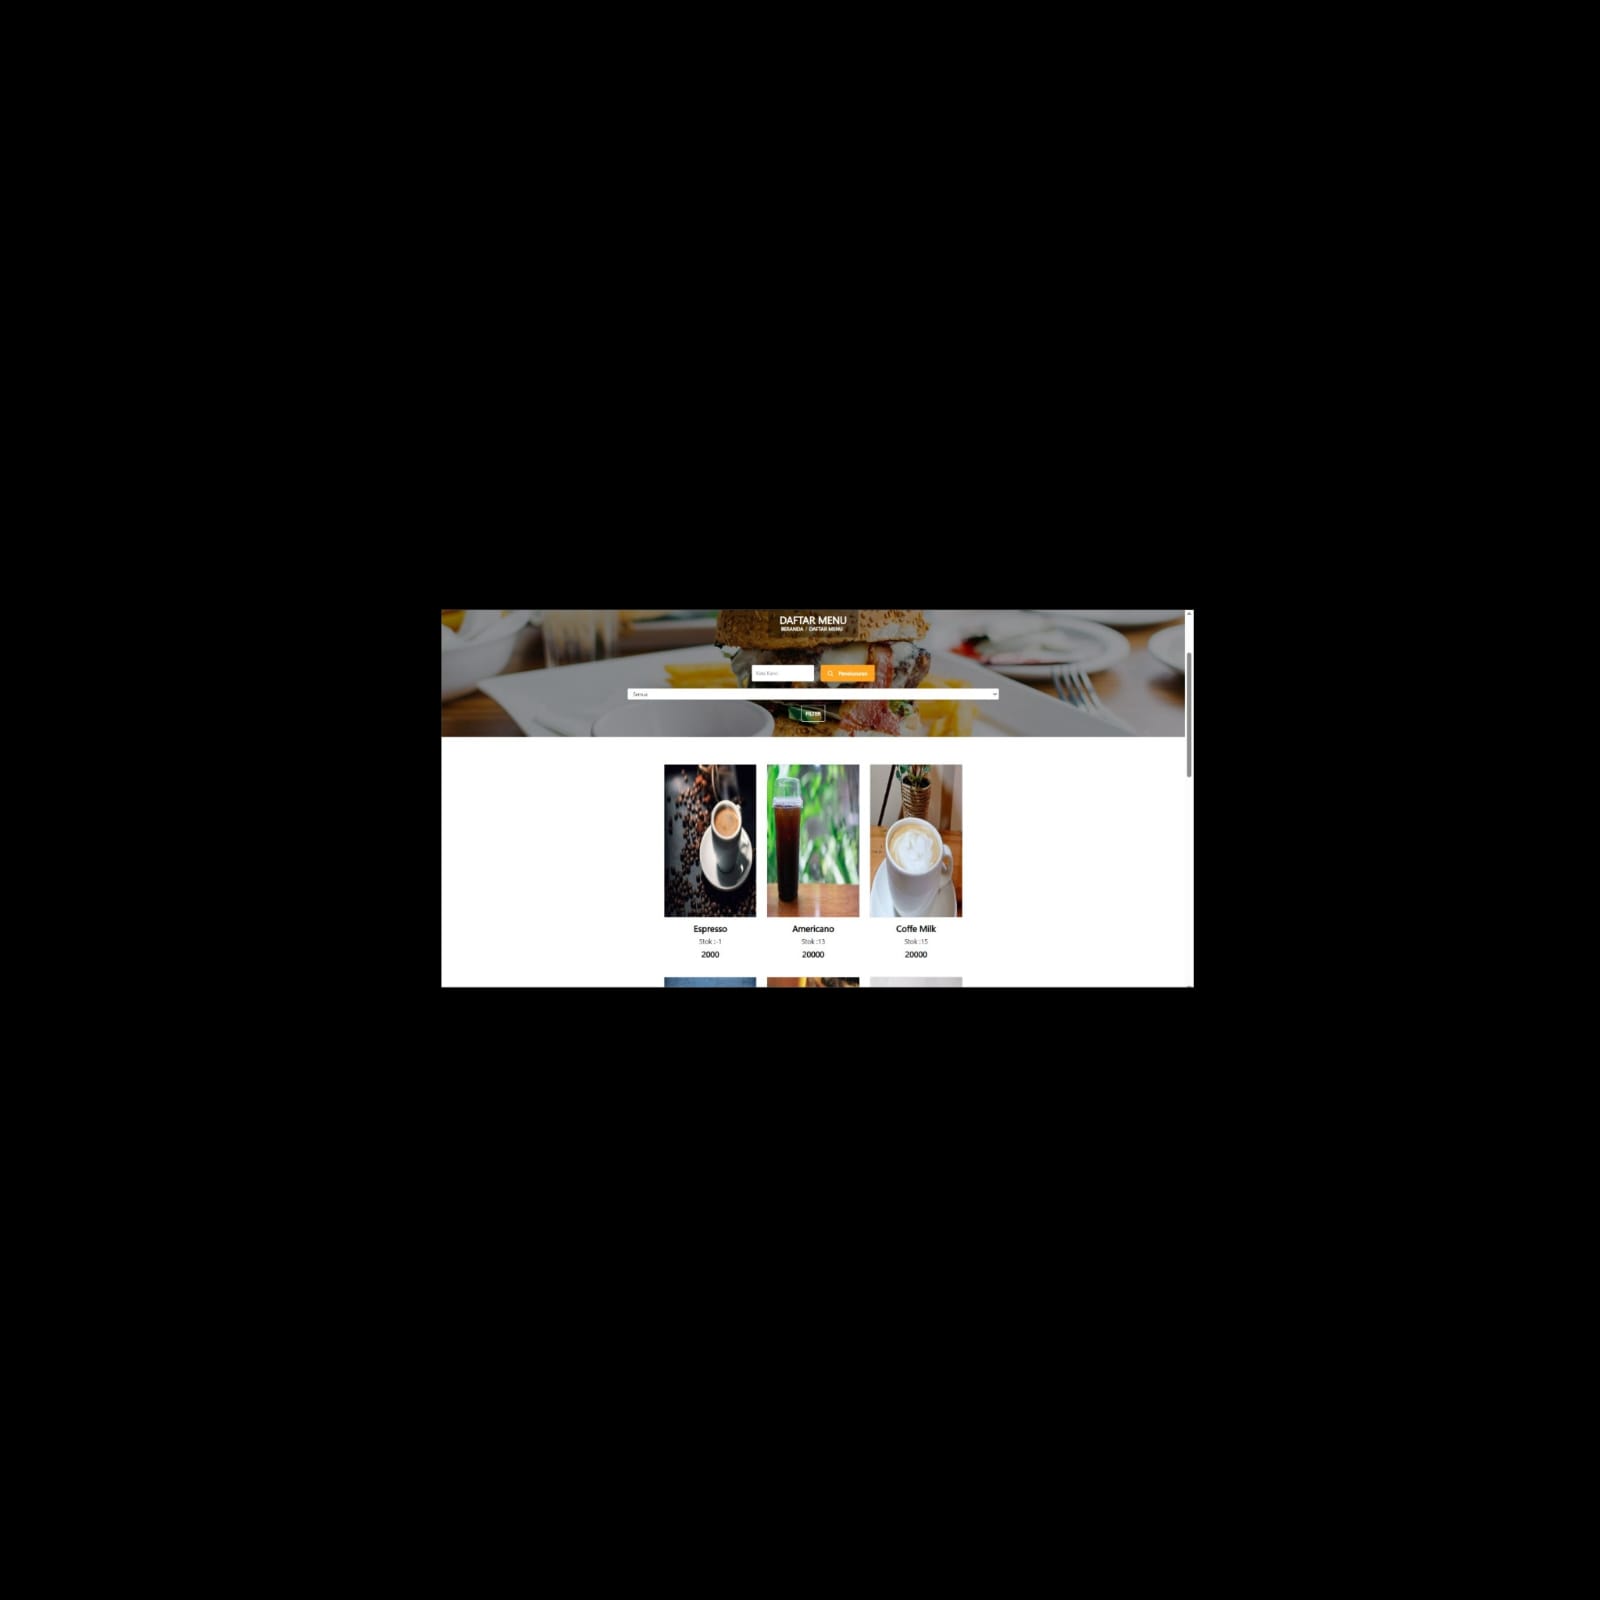 DAFTAR MENU
BERANDA / DAFTAR MENU
Kata Kunci
Penelusuran
Semua
FILTER
Espresso
Stok :-1
2000
Americano
Stok :13
20000
Coffe Milk
Stok :15
20000